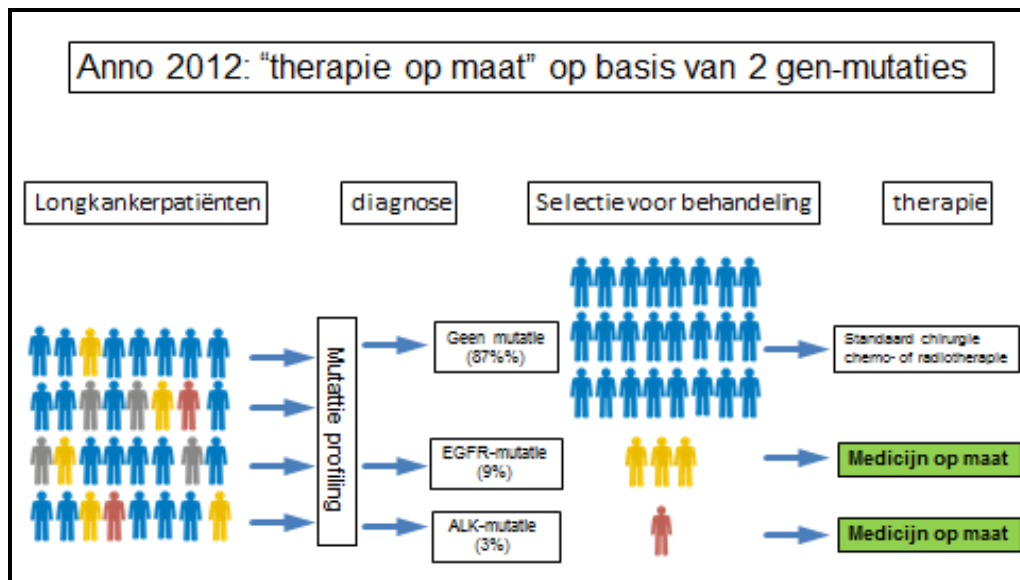 Anno 2012: “therapie op maat” op basis van 2 gen-mutaties
Longkankerpatiënten
diagnose
Selectie voor behandeling
therapie
Mutatie profiling
Geen mutatie
(87%%)
Standaard chirurgie
chemo- of radiotherapie
EGFR-mutatie
(9%)
Medicijn op maat
ALK-mutatie
(3%)
Medicijn op maat